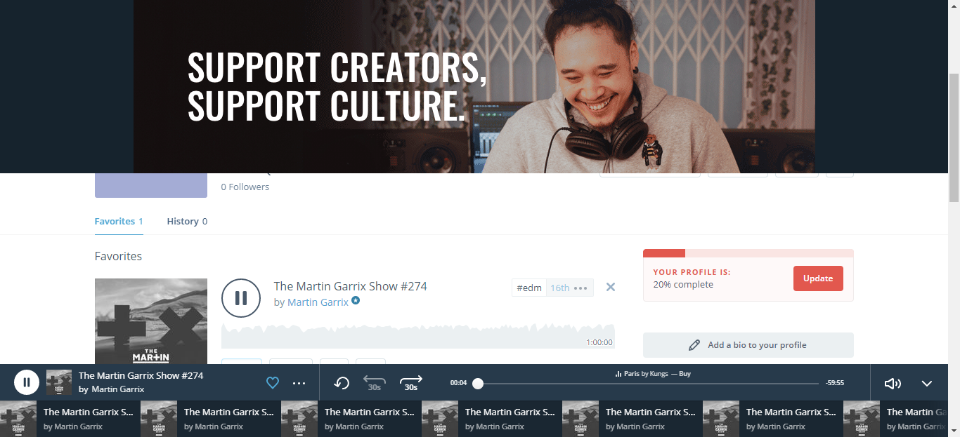 SUPPORT CREATORS,
SUPPORT CULTURE.
0 Followers
Favorites 1
History 0
Favorites
The Martin Garrix Show #274
by Martin Garrix
#edm 16th
1:00:00
THE
MARTIN
YOUR PROFILE IS:
20% complete
Update
Add a bio to your profile
The Martin Garrix Show #274
by Martin Garrix
30s
30s
00:04
Paris by Kungs — Buy
-59:55
The Martin Garrix S...
by Martin Garrix
The Martin Garrix S...
by Martin Garrix
The Martin Garrix S...
by Martin Garrix
The Martin Garrix S...
by Martin Garrix
The Martin Garrix S...
by Martin Garrix
The Martin Garrix S...
by Martin Garrix
The Martin G
by Martin Garrix